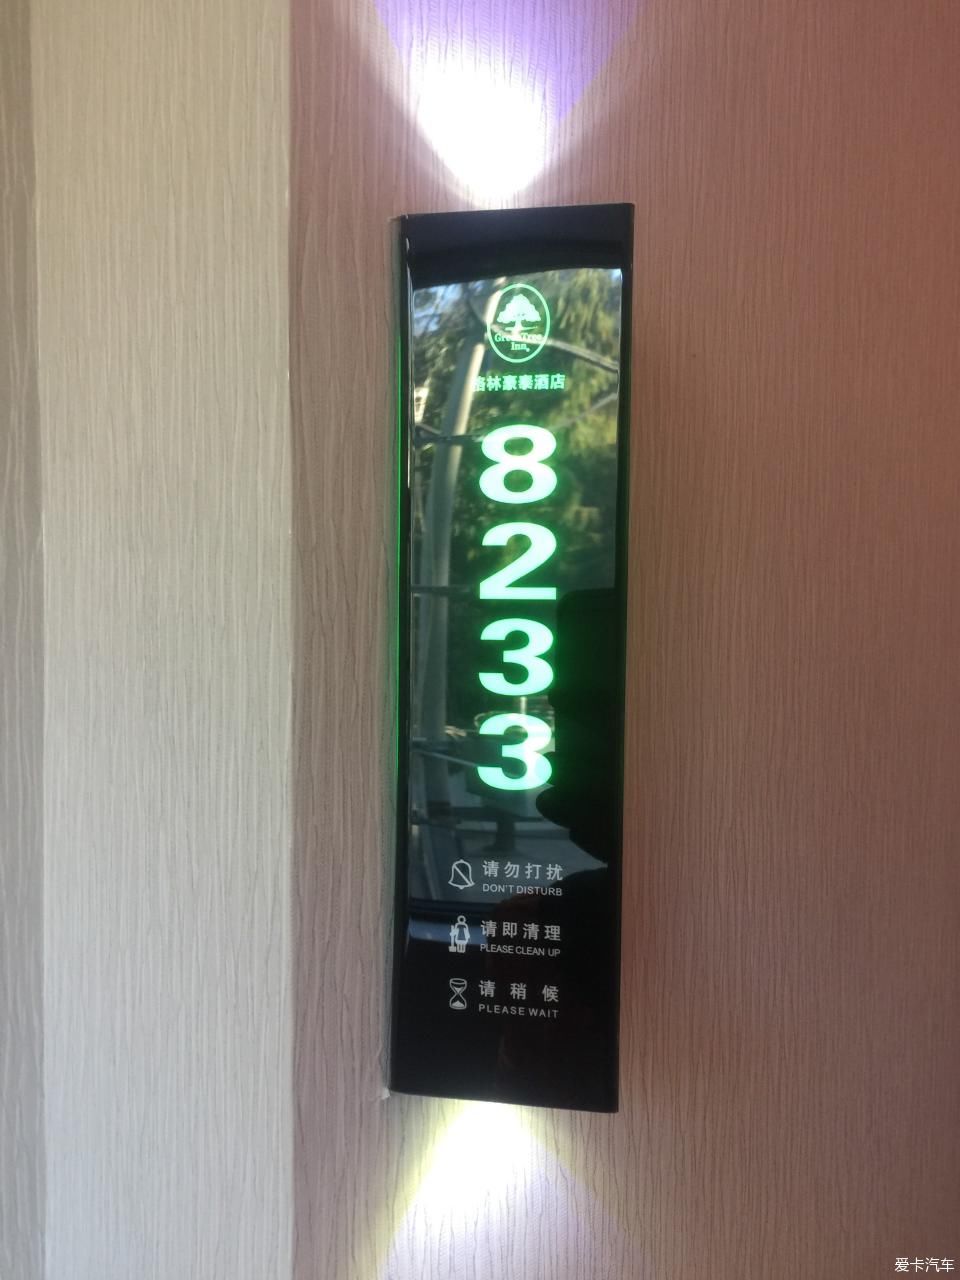 GreenTree
Inn
格林豪泰酒店
8
2
3
3
请勿打扰
DON'T DISTURB
请即清理
PLEASE CLEAN UP
请稍候
PLEASE WAIT
爱卡汽车